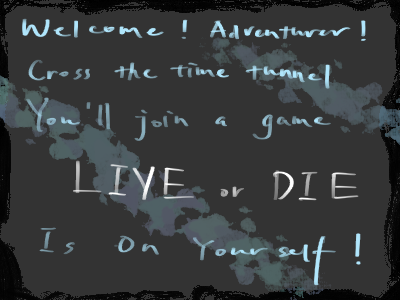 Welcome ! Adventurer !
Cross the time tunnel
You'll join a game
LIVE or DIE
Is On Yourself !